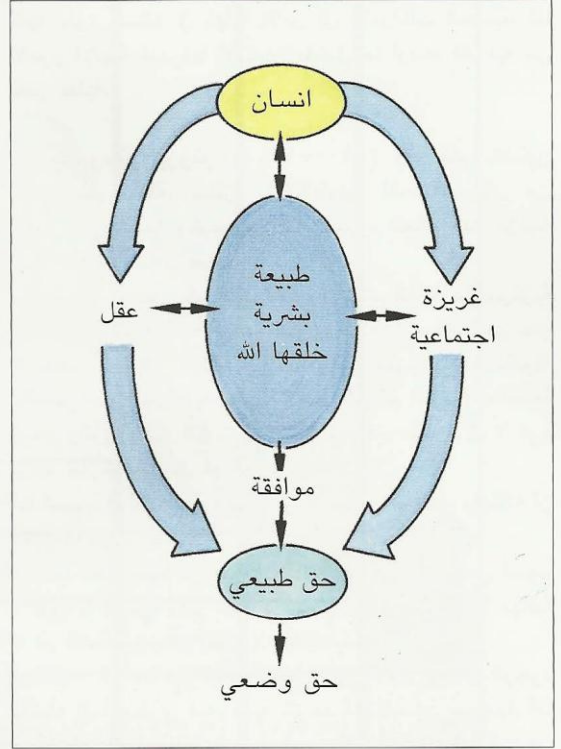 انسان
طبيعة
بشرية
خلقها الله
غريزة
اجتماعية
عقل
موافقة
حق طبيعي
حق وضعي